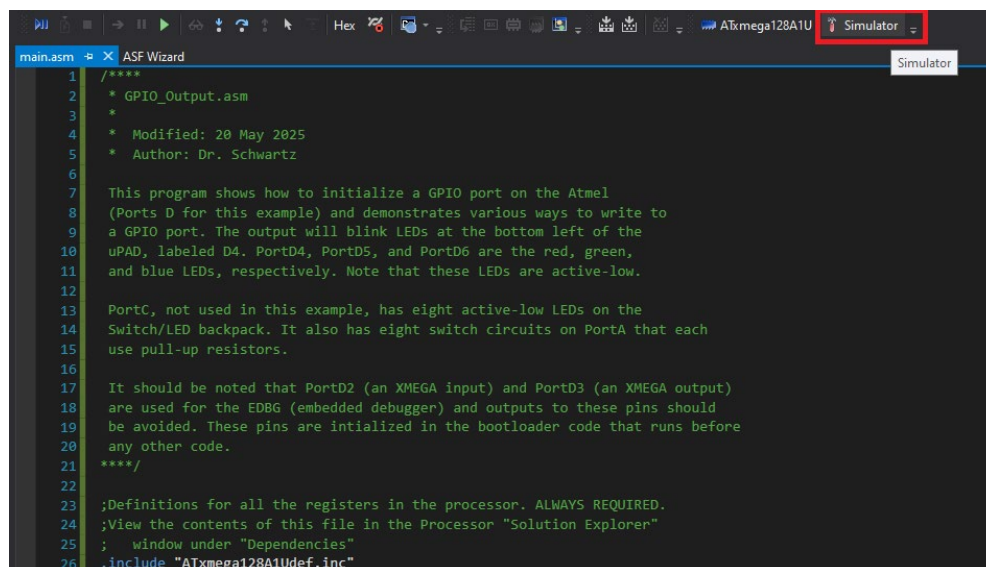 Hex ATxmega128A1U Simulator
main.asm ASF Wizard
Simulator
1 /****
2 * GPIO_Output.asm
3 *
4 * Modified: 20 May 2025
5 * Author: Dr. Schwartz
6
7 This program shows how to initialize a GPIO port on the Atmel
8 (Ports D for this example) and demonstrates various ways to write to
9 a GPIO port. The output will blink LEDs at the bottom left of the
10 uPAD, labeled D4. PortD4, PortD5, and PortD6 are the red, green,
11 and blue LEDs, respectively. Note that these LEDs are active-low.
12
13 PortC, not used in this example, has eight active-low LEDs on the
14 Switch/LED backpack. It also has eight switch circuits on PortA that each
15 use pull-up resistors.
16
17 It should be noted that PortD2 (an XMEGA input) and PortD3 (an XMEGA output)
18 are used for the EDBG (embedded debugger) and outputs to these pins should
19 be avoided. These pins are intialized in the bootloader code that runs before
20 any other code.
21 ****/
22
23 ;Definitions for all the registers in the processor. ALWAYS REQUIRED.
24 ;View the contents of this file in the Processor "Solution Explorer"
25 ; window under "Dependencies"
26 .include "ATxmega128A1Udef.inc"